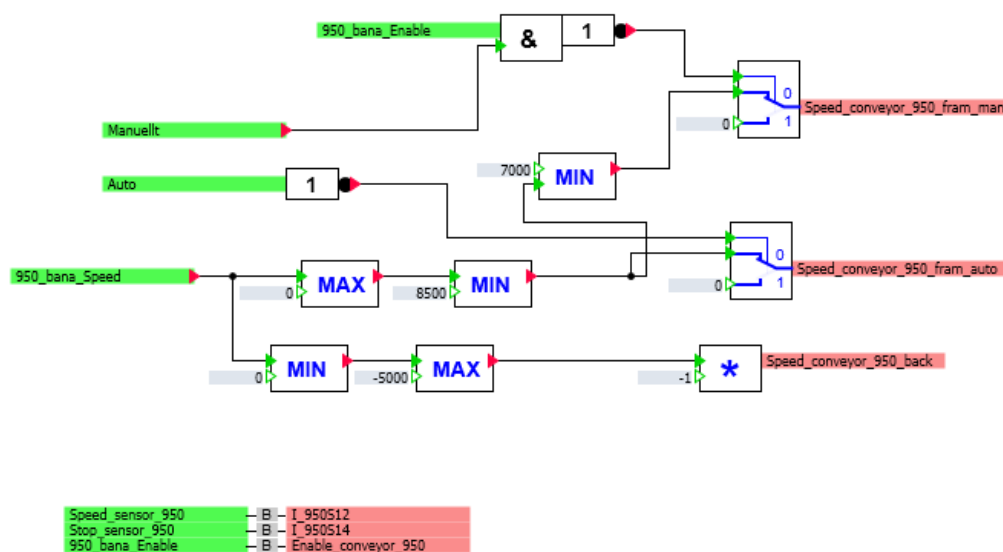 950_bana_Enable
& 1
0
Speed_conveyor_950_fram_man
0 1
Manuellt
7000 MIN
Auto 1
0
950_bana_Speed
MAX MIN
Speed_conveyor_950_fram_auto
0 8500 0 1
MIN MAX *
Speed_conveyor_950_back
0 -5000 -1
Speed_sensor_950 B I_950S12
Stop_sensor_950 B I_950S14
950_bana_Enable B Enable_conveyor_950